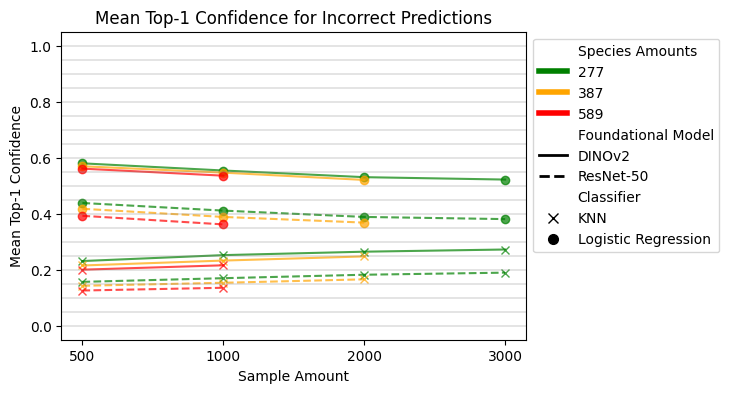 Mean Top-1 Confidence for Incorrect Predictions
1.0
0.8
0.6
0.4
0.2
0.0
Mean Top-1 Confidence
500
1000
2000
3000
Sample Amount
Species Amounts
277
387
589
Foundational Model
DINOv2
ResNet-50
Classifier
KNN
Logistic Regression